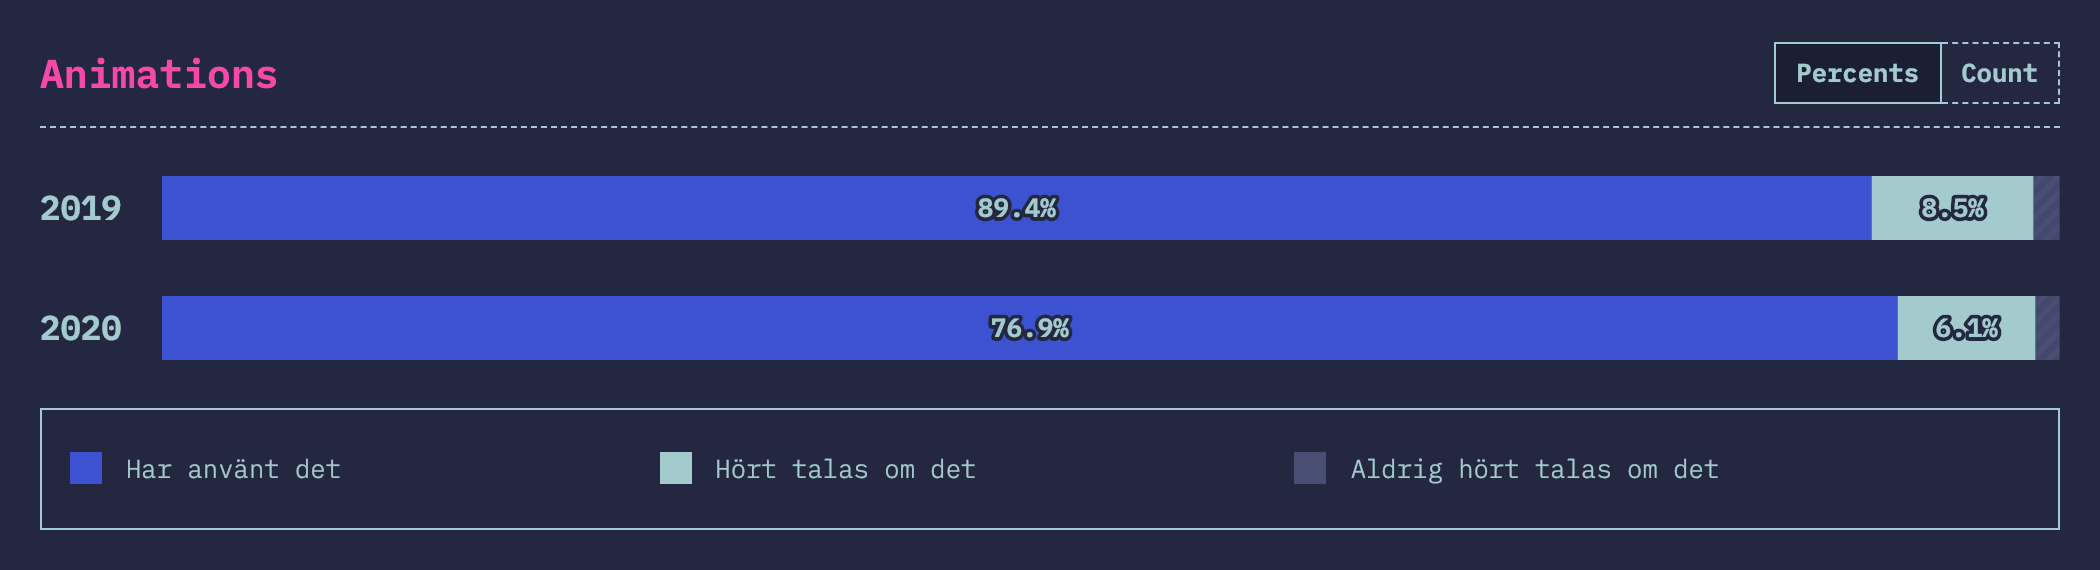 Animations
Percents Count
2019 89.4% 8.5%
2020 76.9% 6.1%
Har använt det Hört talas om det Aldrig hört talas om det